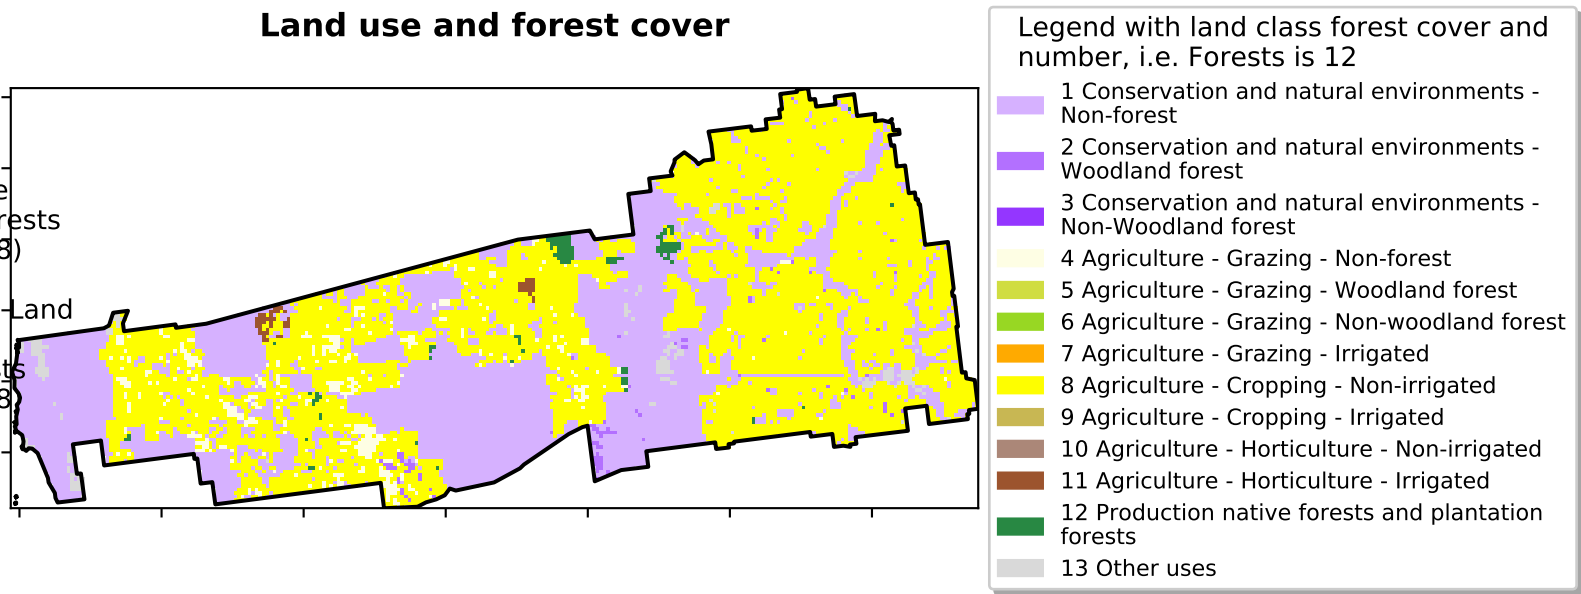 Land use and forest cover
e
rests
8)
Land
sts
8
Legend with land class forest cover and
number, i.e. Forests is 12
1 Conservation and natural environments -
Non-forest
2 Conservation and natural environments -
Woodland forest
3 Conservation and natural environments -
Non-Woodland forest
4 Agriculture - Grazing - Non-forest
5 Agriculture - Grazing - Woodland forest
6 Agriculture - Grazing - Non-woodland forest
7 Agriculture - Grazing - Irrigated
8 Agriculture - Cropping - Non-irrigated
9 Agriculture - Cropping - Irrigated
10 Agriculture - Horticulture - Non-irrigated
11 Agriculture - Horticulture - Irrigated
12 Production native forests and plantation
forests
13 Other uses